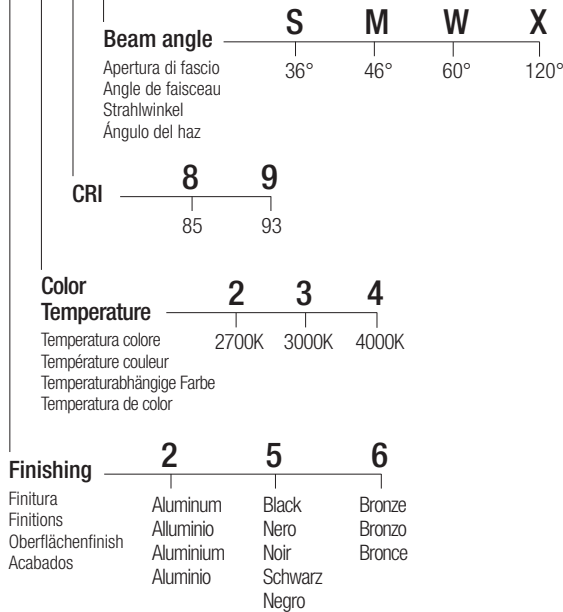 S M W X
Beam angle
36° 46° 60° 120°
Apertura di fascio
Angle de faisceau
Strahlwinkel
Ángulo del haz
8 9
CRI
85 93
Color
Temperature
2 3 4
2700K 3000K 4000K
Temperatura colore
Température couleur
Temperaturabhängige Farbe
Temperatura de color
2 5 6
Finishing
Finitura
Finitions
Oberflächenfinish
Acabados
Aluminum
Alluminio
Aluminium
Aluminio
Black
Nero
Noir
Schwarz
Negro
Bronze
Bronzo
Bronce